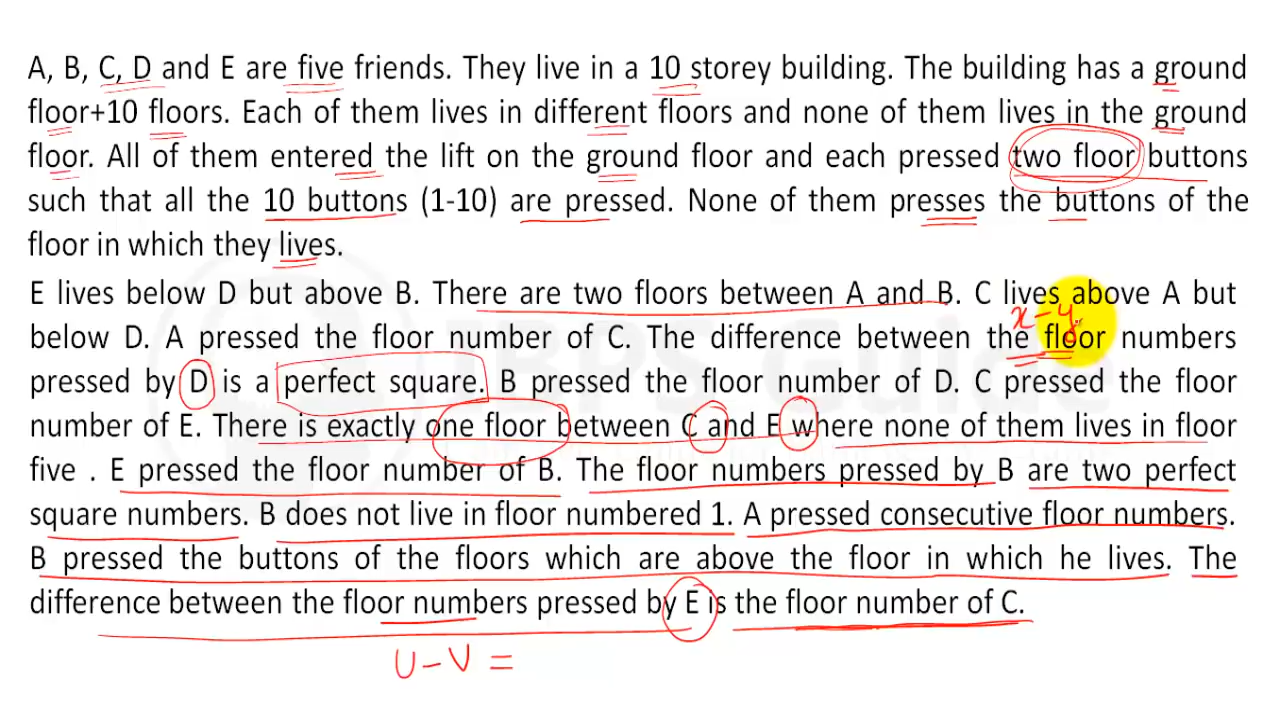 A, B, C, D and E are five friends. They live in a 10 storey building. The building has a ground
floor+10 floors. Each of them lives in different floors and none of them lives in the ground
floor. All of them entered the lift on the ground floor and each pressed two floor buttons
such that all the 10 buttons (1-10) are pressed. None of them presses the buttons of the
floor in which they lives.
E lives below D but above B. There are two floors between A and B. C lives above A but
x-y
below D. A pressed the floor number of C. The difference between the floor numbers
pressed by D is a perfect square. B pressed the floor number of D. C pressed the floor
number of E. There is exactly one floor between C and E where none of them lives in floor
five . E pressed the floor number of B. The floor numbers pressed by B are two perfect
square numbers. B does not live in floor numbered 1. A pressed consecutive floor numbers.
B pressed the buttons of the floors which are above the floor in which he lives. The
difference between the floor numbers pressed by E is the floor number of C.
U-V=